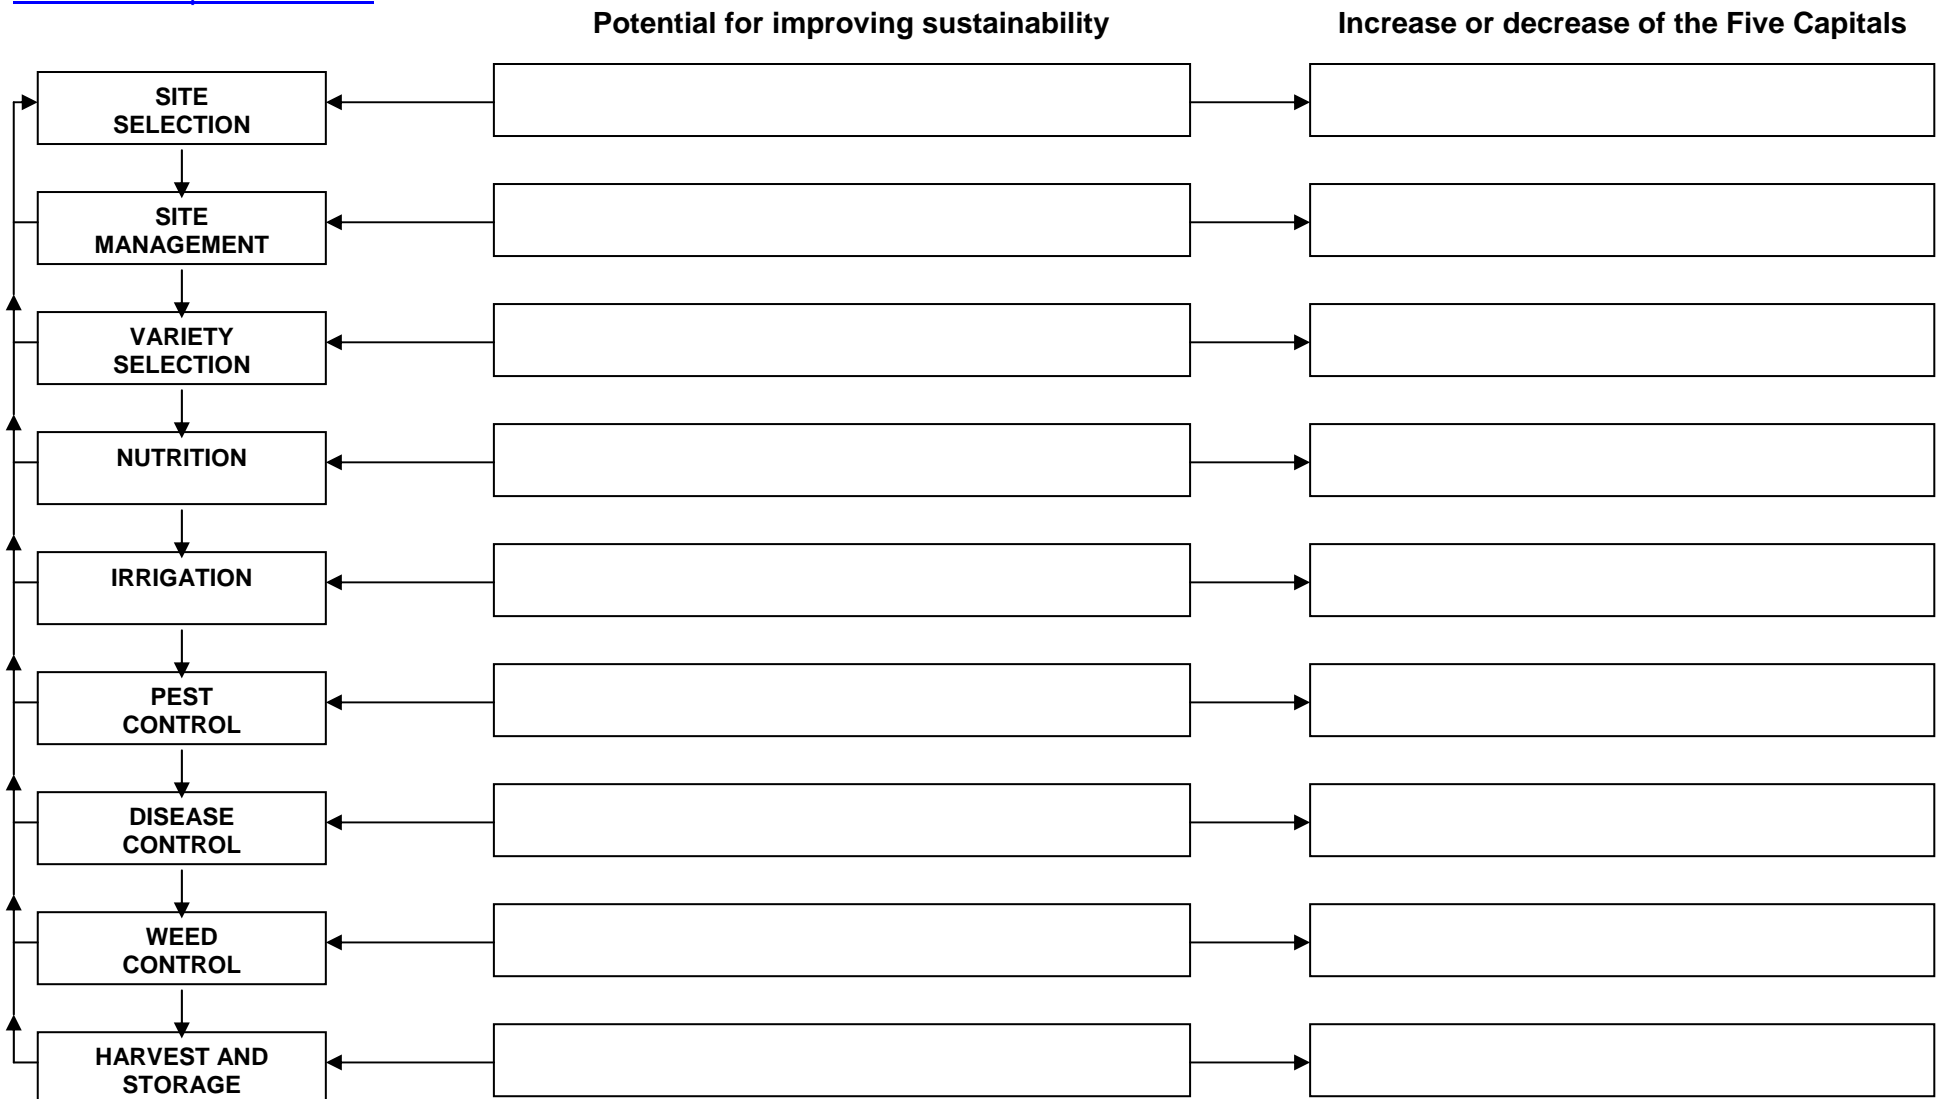 Potential for improving sustainability
Increase or decrease of the Five Capitals
SITE
SELECTION
SITE
MANAGEMENT
VARIETY
SELECTION
NUTRITION
IRRIGATION
PEST
CONTROL
DISEASE
CONTROL
WEED
CONTROL
HARVEST AND
STORAGE